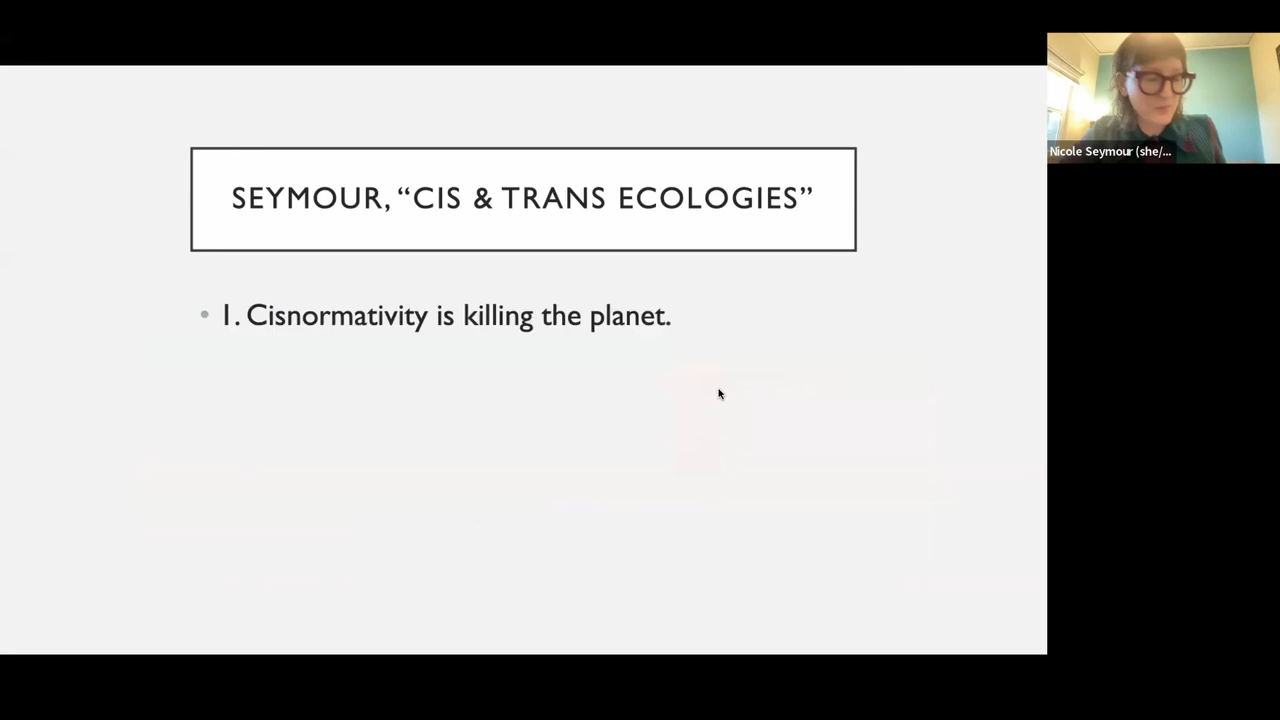 SEYMOUR, “CIS & TRANS ECOLOGIES”
• 1. Cisnormativity is killing the planet.
Nicole Seymour (she/...